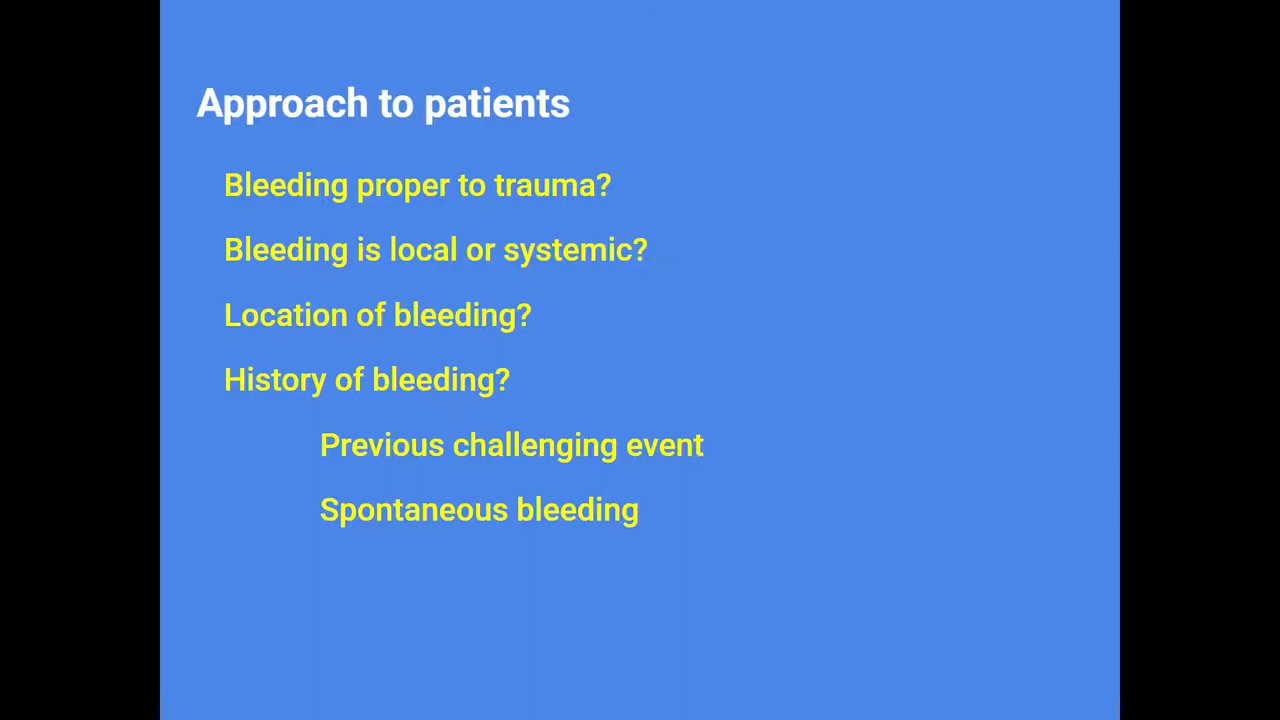 Approach to patients
Bleeding proper to trauma?
Bleeding is local or systemic?
Location of bleeding?
History of bleeding?
Previous challenging event
Spontaneous bleeding